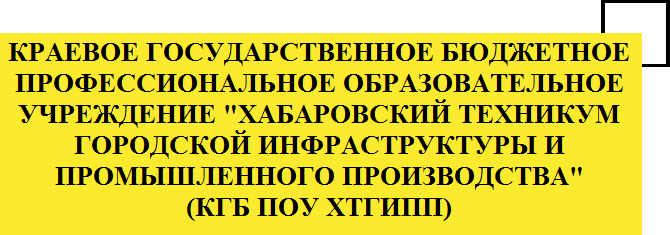 КРАЕВОЕ ГОСУДАРСТВЕННОЕ БЮДЖЕТНОЕ
ПРОФЕССИОНАЛЬНОЕ ОБРАЗОВАТЕЛЬНОЕ
УЧРЕЖДЕНИЕ "ХАБАРОВСКИЙ ТЕХНИКУМ
ГОРОДСКОЙ ИНФРАСТРУКТУРЫ И
ПРОМЫШЛЕННОГО ПРОИЗВОДСТВА"
(КГБ ПОУ ХТГИПП)